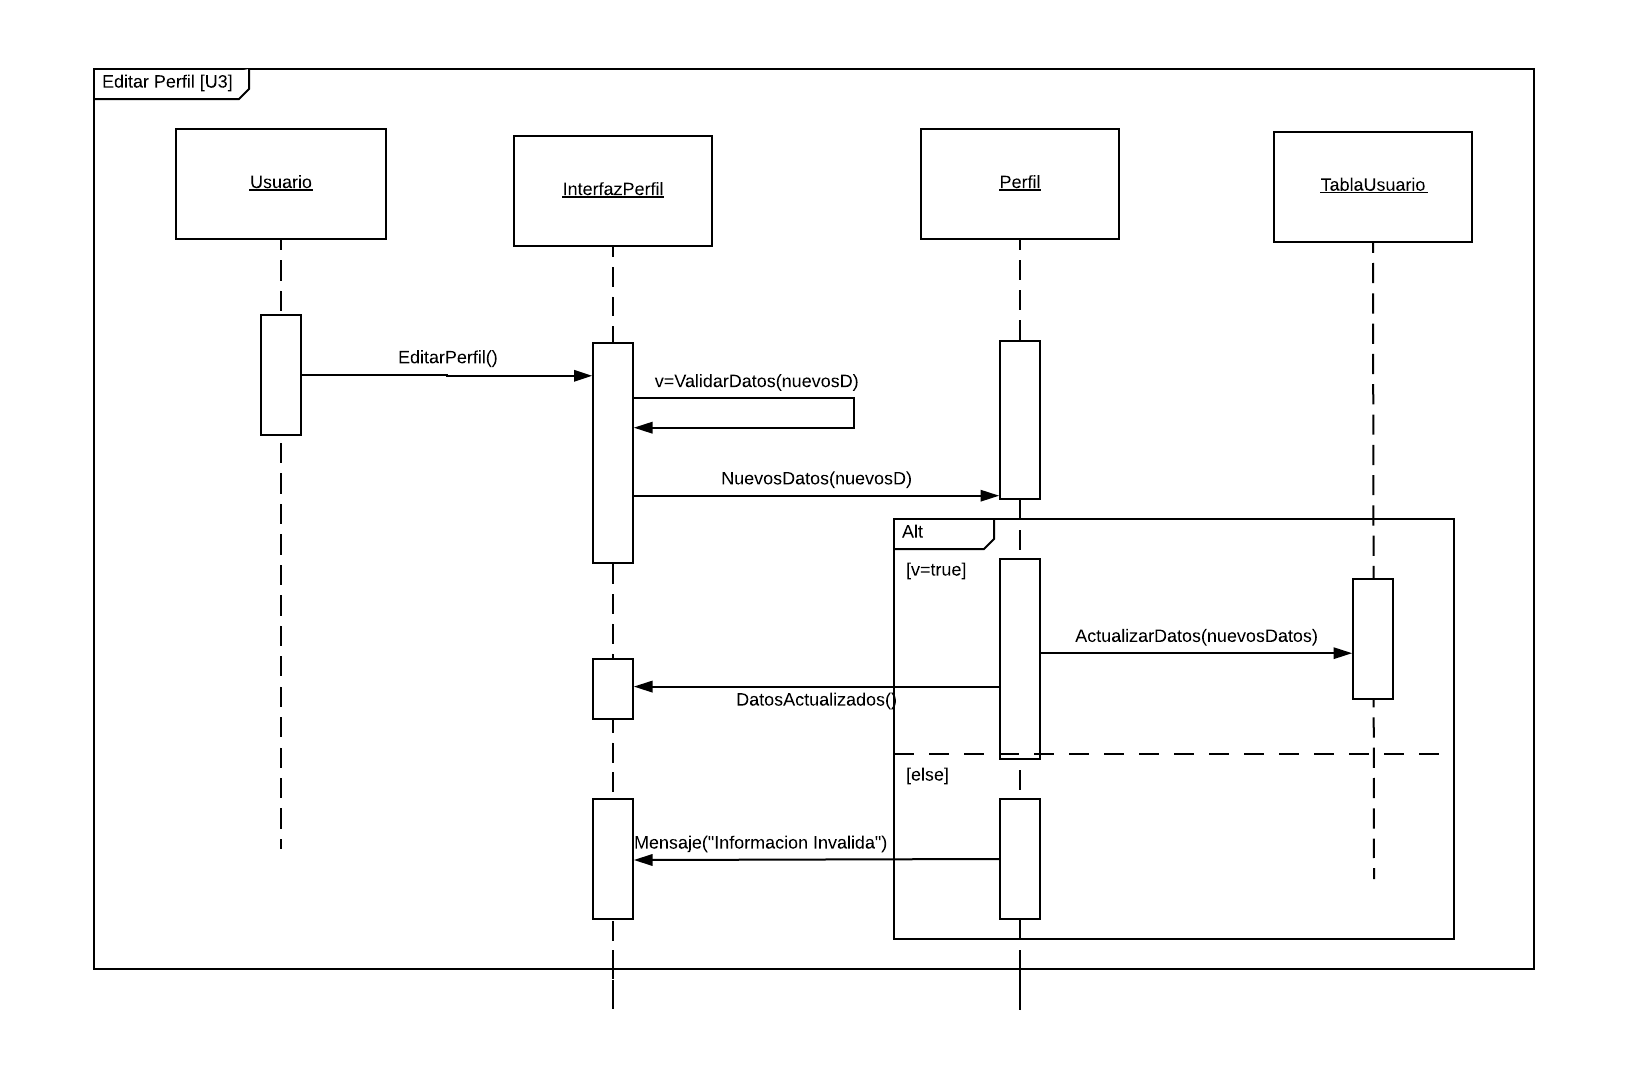 Editar Perfil [U3]
Usuario
InterfazPerfil
Perfil
TablaUsuario
EditarPerfil()
v=ValidarDatos(nuevosD)
NuevosDatos(nuevosD)
Alt
[v=true]
ActualizarDatos(nuevosDatos)
DatosActualizados()
[else]
Mensaje("Informacion Invalida")